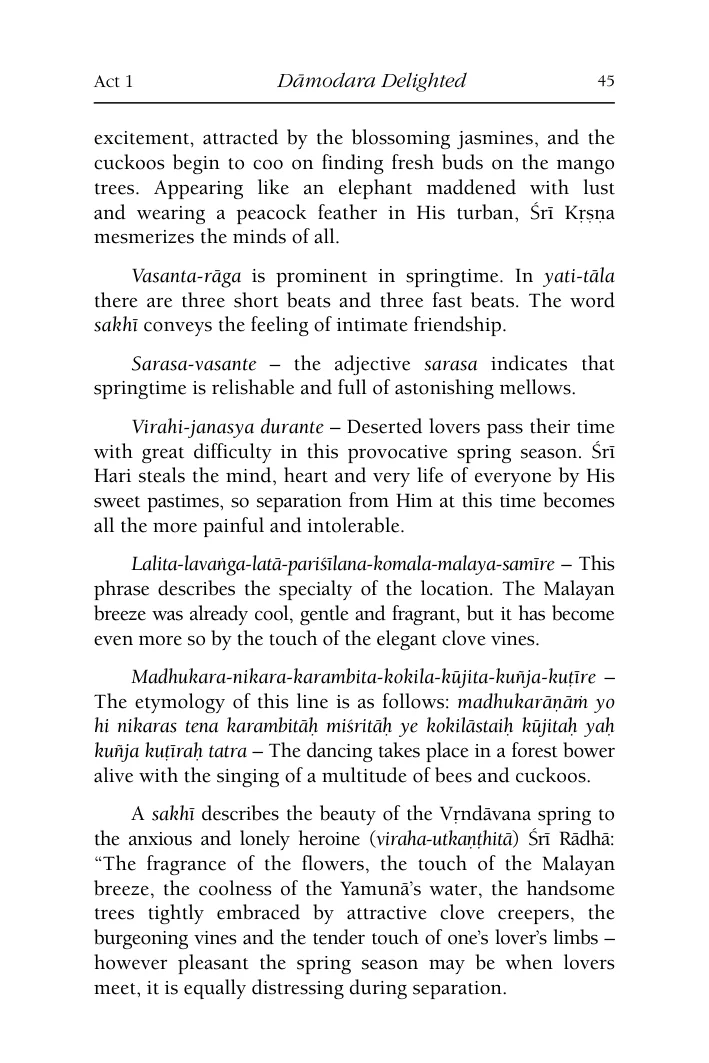 Act 1 Dāmodara Delighted 45
excitement, attracted by the blossoming jasmines, and the
cuckoos begin to coo on finding fresh buds on the mango
trees. Appearing like an elephant maddened with lust
and wearing a peacock feather in His turban, Śrī Kṛṣṇa
mesmerizes the minds of all.
Vasanta-rāga is prominent in springtime. In yati-tāla
there are three short beats and three fast beats. The word
sakhī conveys the feeling of intimate friendship.
Sarasa-vasante – the adjective sarasa indicates that
springtime is relishable and full of astonishing mellows.
Virahi-janasya durante – Deserted lovers pass their time
with great difficulty in this provocative spring season. Śrī
Hari steals the mind, heart and very life of everyone by His
sweet pastimes, so separation from Him at this time becomes
all the more painful and intolerable.
Lalita-lavaṅga-latā-pariśīlana-komala-malaya-samīre – This
phrase describes the specialty of the location. The Malayan
breeze was already cool, gentle and fragrant, but it has become
even more so by the touch of the elegant clove vines.
Madhukara-nikara-karambita-kokila-kūjita-kuñja-kuṭīre –
The etymology of this line is as follows: madhukarāṇāṁ yo
hi nikaras tena karambitāḥ miśritāḥ ye kokilāstaiḥ kūjitaḥ yaḥ
kuñja kuṭīraḥ tatra – The dancing takes place in a forest bower
alive with the singing of a multitude of bees and cuckoos.
A sakhī describes the beauty of the Vṛndāvana spring to
the anxious and lonely heroine (viraha-utkaṇṭhitā) Śrī Rādhā:
“The fragrance of the flowers, the touch of the Malayan
breeze, the coolness of the Yamunā’s water, the handsome
trees tightly embraced by attractive clove creepers, the
burgeoning vines and the tender touch of one’s lover’s limbs –
however pleasant the spring season may be when lovers
meet, it is equally distressing during separation.